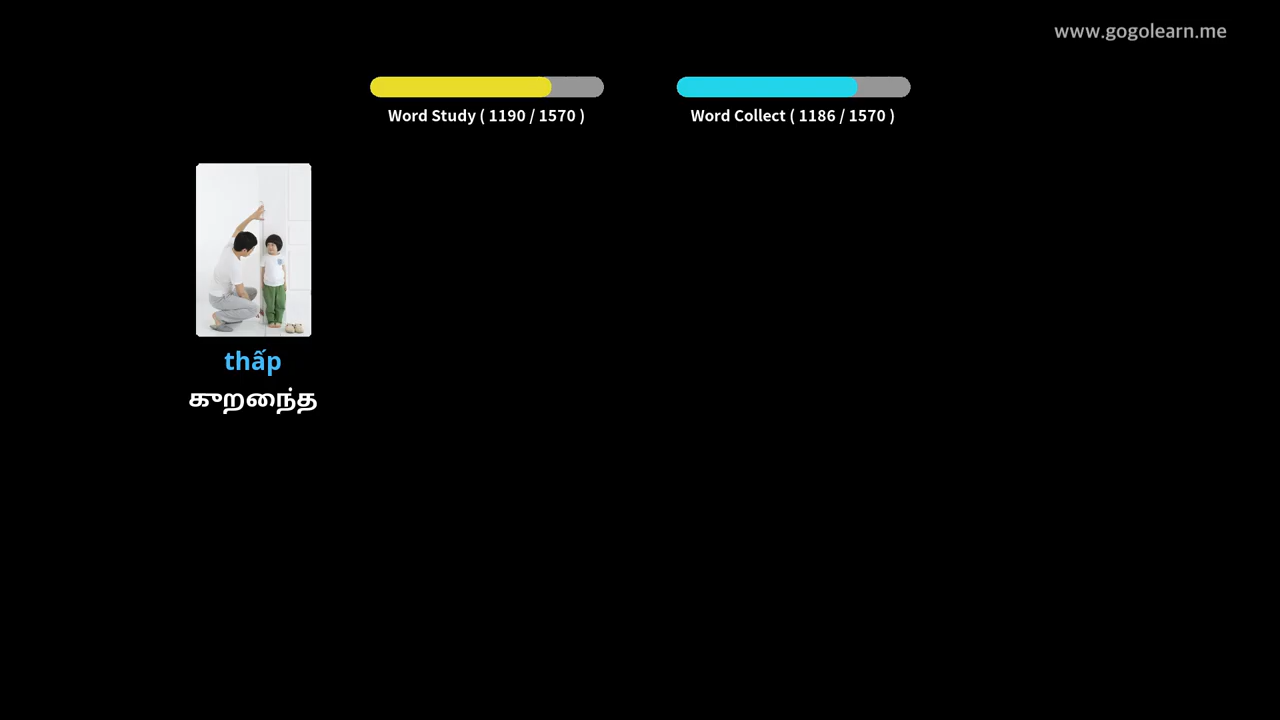 www.gogolearn.me
Word Study ( 1190 / 1570 )
Word Collect ( 1186 / 1570 )
thấp
குறைந்த